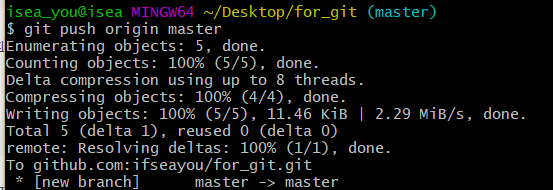 isea_you@isea MINGW64 ~/Desktop/for_git (master)
$ git push origin master
Enumerating objects: 5, done.
Counting objects: 100% (5/5), done.
Delta compression using up to 8 threads.
Compressing objects: 100% (4/4), done.
Writing objects: 100% (5/5), 11.46 KiB | 2.29 MiB/s, done.
Total 5 (delta 1), reused 0 (delta 0)
remote: Resolving deltas: 100% (1/1), done.
To github.com:ifseayou/for_git.git
 * [new branch]      master -> master